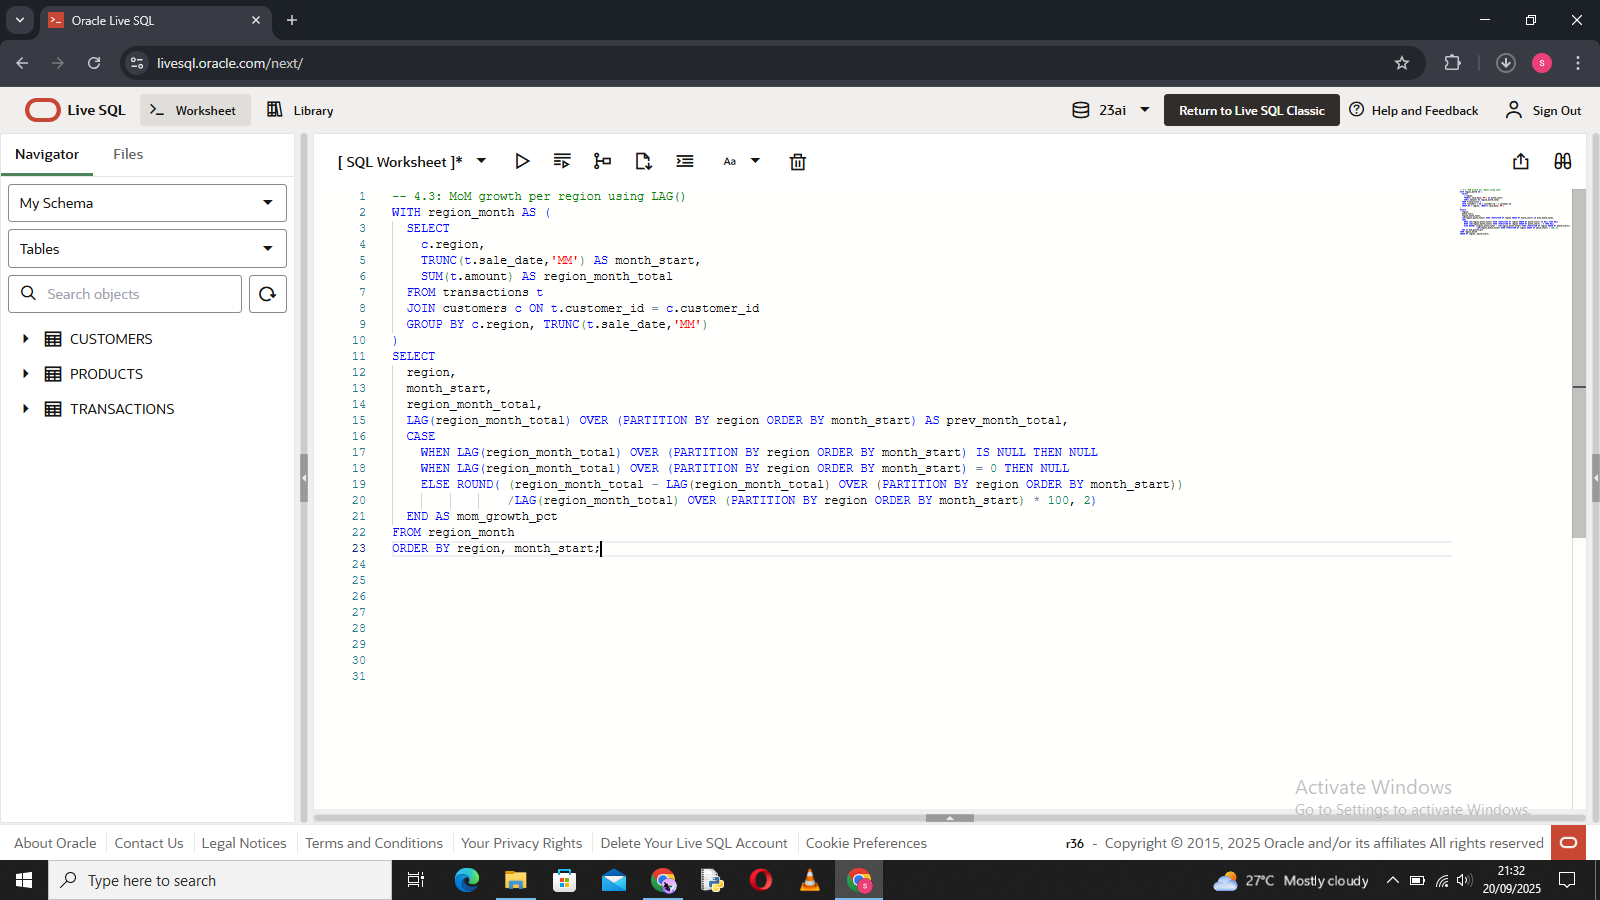 Oracle Live SQL
livesql.oracle.com/next/
S
Live SQL
Worksheet
Library
23ai
Return to Live SQL Classic
Help and Feedback
Sign Out
Navigator
Files
[ SQL Worksheet ]*
Aa
My Schema
Tables
Search objects
CUSTOMERS
PRODUCTS
TRANSACTIONS
1 -- 4.3: MoM growth per region using LAG()
2 WITH region_month AS (
3 SELECT
4 c.region,
5 TRUNC(t.sale_date,'MM') AS month_start,
6 SUM(t.amount) AS region_month_total
7 FROM transactions t
8 JOIN customers c ON t.customer_id = c.customer_id
9 GROUP BY c.region, TRUNC(t.sale_date,'MM')
10 )
11 SELECT
12 region,
13 month_start,
14 region_month_total,
15 LAG(region_month_total) OVER (PARTITION BY region ORDER BY month_start) AS prev_month_total,
16 CASE
17 WHEN LAG(region_month_total) OVER (PARTITION BY region ORDER BY month_start) IS NULL THEN NULL
18 WHEN LAG(region_month_total) OVER (PARTITION BY region ORDER BY month_start) = 0 THEN NULL
19 ELSE ROUND( (region_month_total - LAG(region_month_total) OVER (PARTITION BY region ORDER BY month_start))
20 /LAG(region_month_total) OVER (PARTITION BY region ORDER BY month_start) * 100, 2)
21 END AS mom_growth_pct
22 FROM region_month
23 ORDER BY region, month_start;
24
25
26
27
28
29
30
31
Activate Windows
Go to Settings to activate Windows.
About Oracle
Contact Us
Legal Notices
Terms and Conditions
Your Privacy Rights
Delete Your Live SQL Account
Cookie Preferences
r36 - Copyright © 2015, 2025 Oracle and/or its affiliates All rights reserved
Type here to search
27°C Mostly cloudy
21:32
20/09/2025